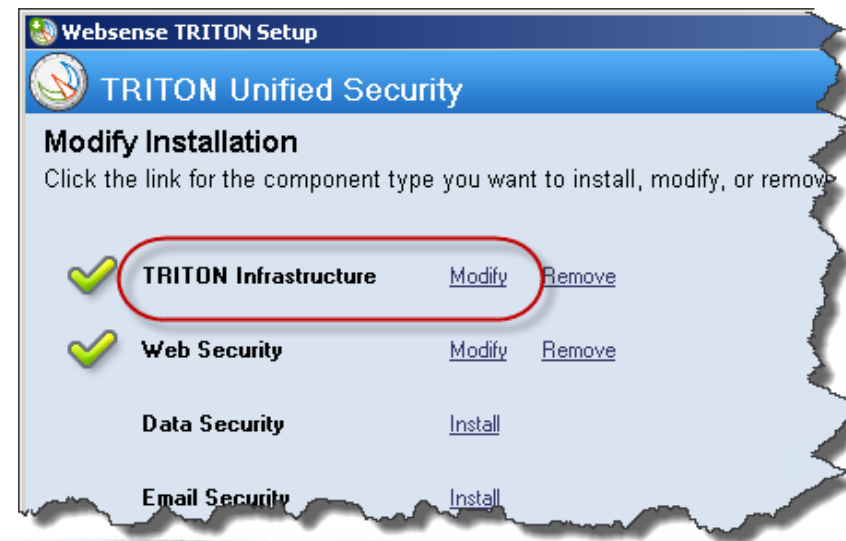 Websense TRITON Setup
TRITON Unified Security
Modify Installation
Click the link for the component type you want to install, modify, or remove
TRITON Infrastructure Modify Remove
Web Security Modify Remove
Data Security Install
Email Security Install